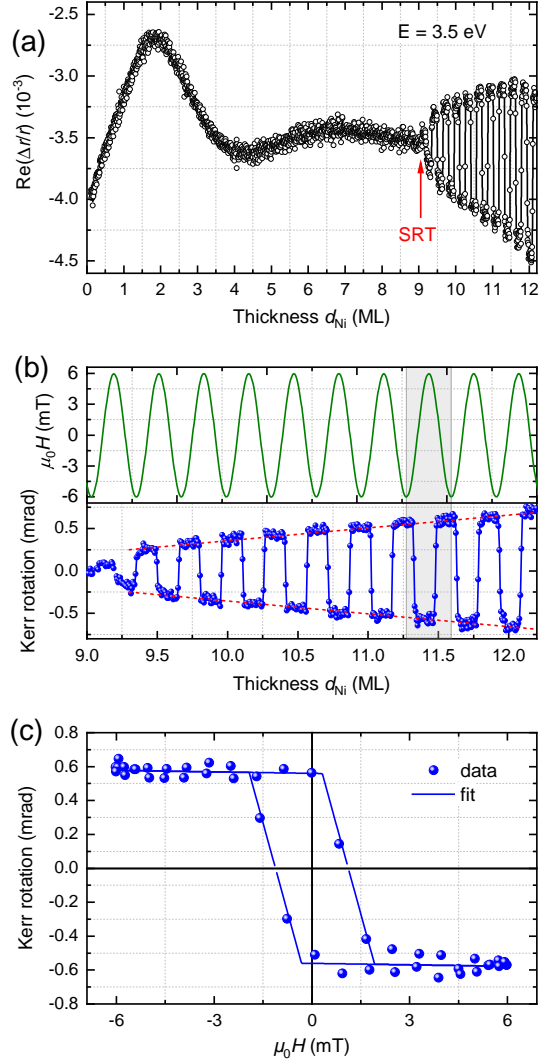 (a)
E = 3.5 eV
Re(Δr/r) (10⁻³)
-2.5
-3.0
-3.5
-4.0
-4.5
SRT
0 1 2 3 4 5 6 7 8 9 10 11 12
Thickness d_Ni (ML)
(b)
μ₀H (mT)
6
3
0
-3
-6
Kerr rotation (mrad)
0.5
0.0
-0.5
9.0 9.5 10.0 10.5 11.0 11.5 12.0
Thickness d_Ni (ML)
(c)
Kerr rotation (mrad)
0.8
0.6
0.4
0.2
0.0
-0.2
-0.4
-0.6
-0.8
data
fit
-6 -3 0 3 6
μ₀H (mT)